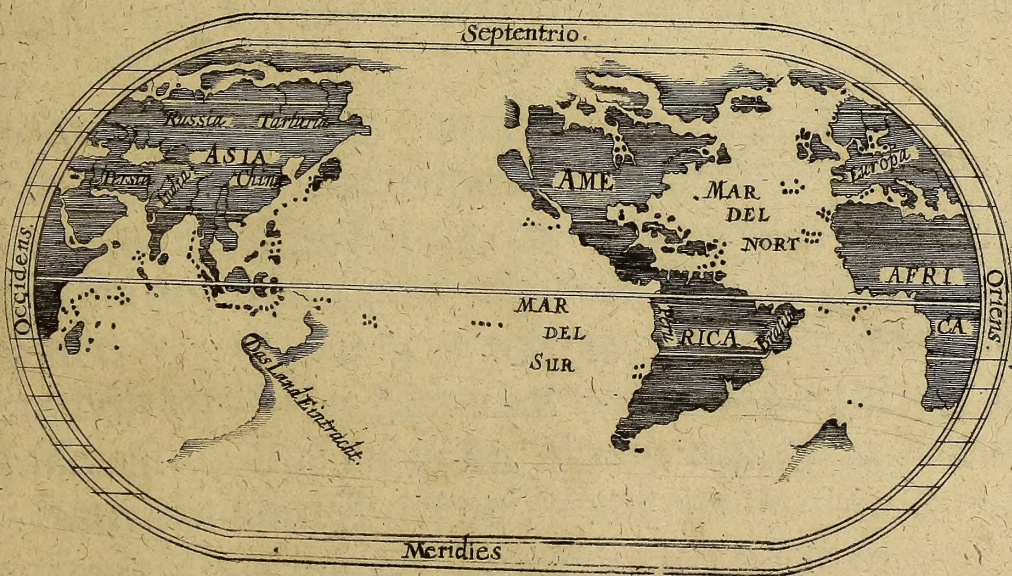 Septentrio.
Occidens.
Russia
Tartaria
ASIA
Persia
India
China
AME
MAR
DEL
NORT
Europa
AFRI
CA
Oriens
MAR
DEL
SUR
Peru
RICA
Brasilia
Das Land Eintracht.
Meridies